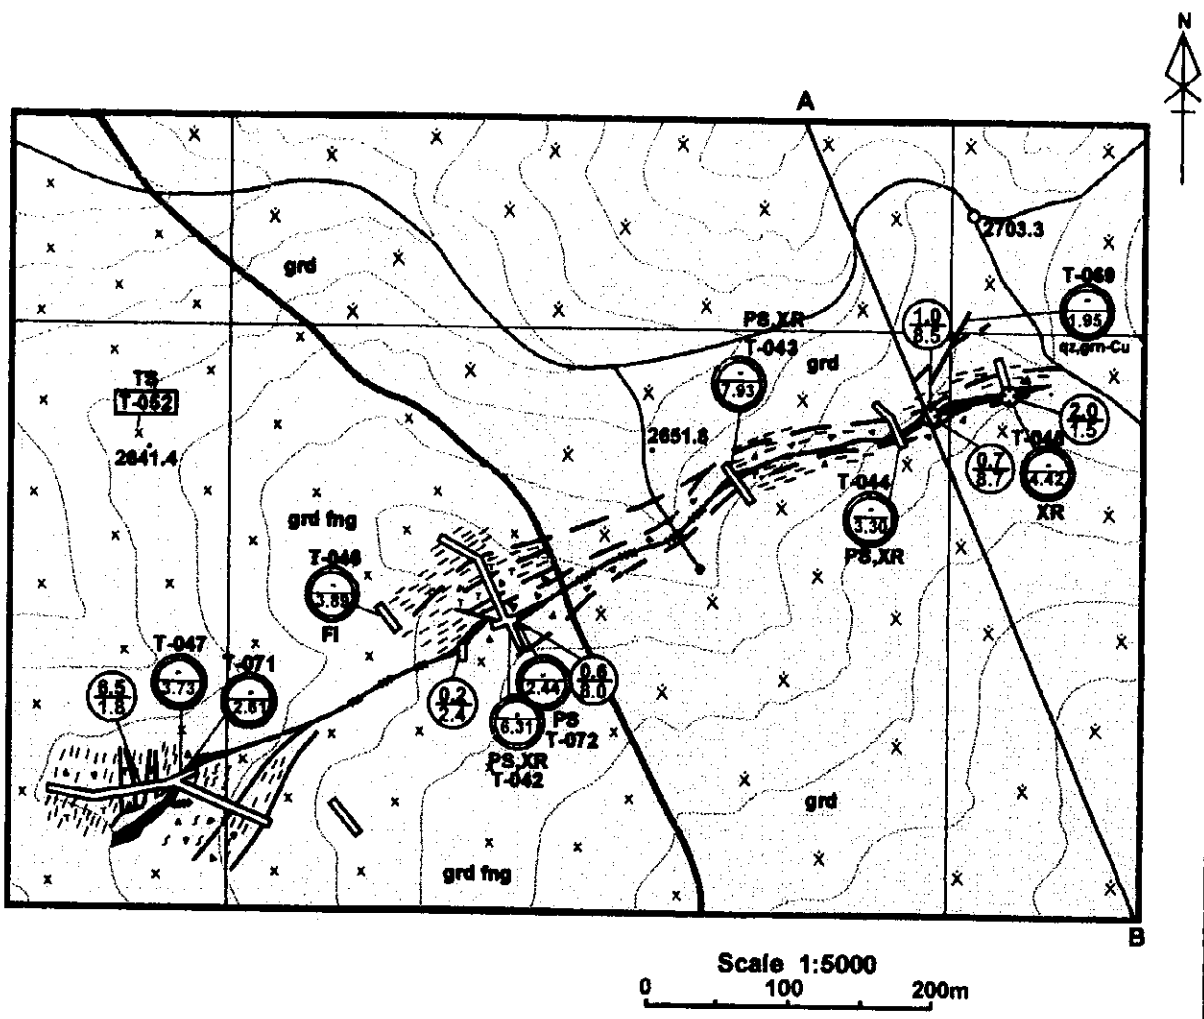 N
A
2703.3
grd
T-069
1.95
qz,grn-Cu
1.0
8.5
PS,XR
T-043
7.93
grd
TS
T-052
2641.4
2651.8
2.0
1.5
0.7
8.7
4.42
XR
T-044
3.30
PS,XR
grd fng
T-046
3.89
FI
T-047
3.73
T-071
2.61
6.5
1.8
0.2
2.4
0.6
8.0
2.44
PS
T-072
6.31
PS,XR
T-042
grd
grd fng
B
Scale 1:5000
0 100 200m